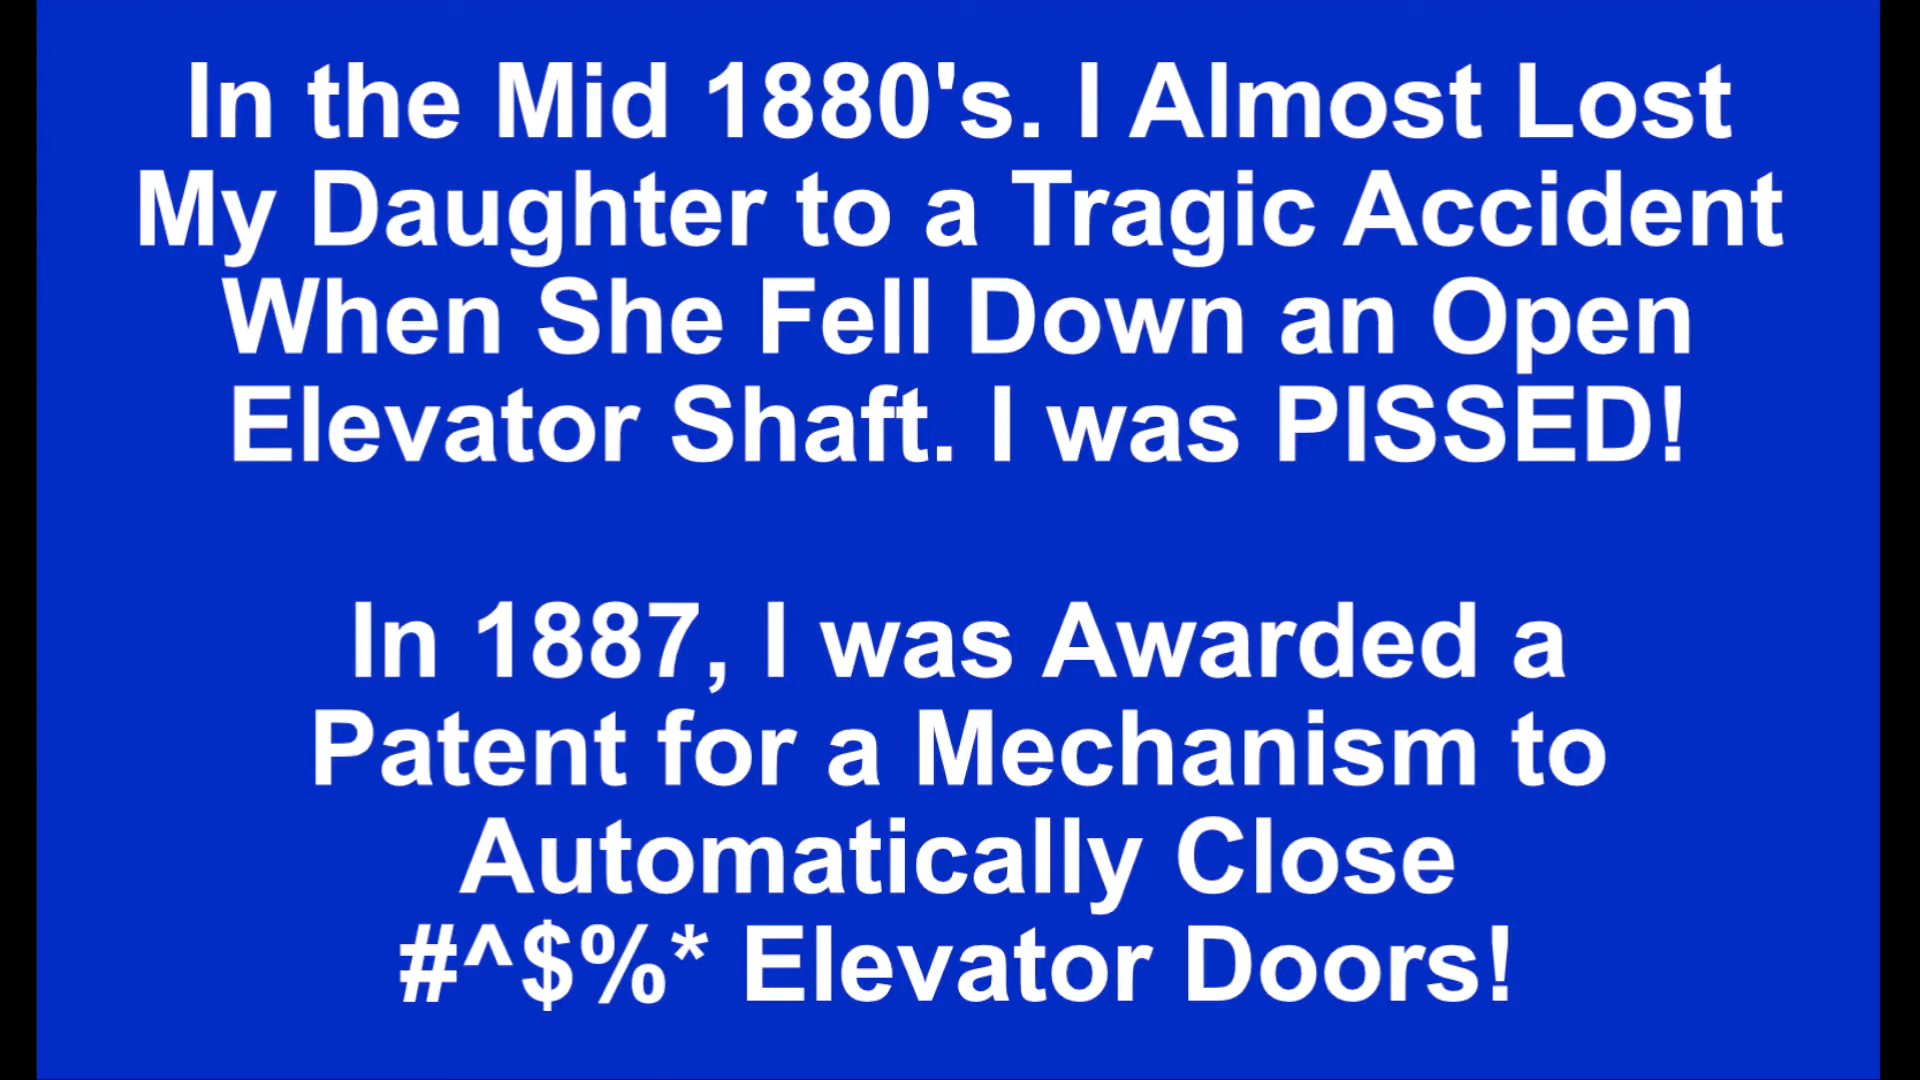 In the Mid 1880's. I Almost Lost
My Daughter to a Tragic Accident
When She Fell Down an Open
Elevator Shaft. I was PISSED!
In 1887, I was Awarded a
Patent for a Mechanism to
Automatically Close
#^$%* Elevator Doors!